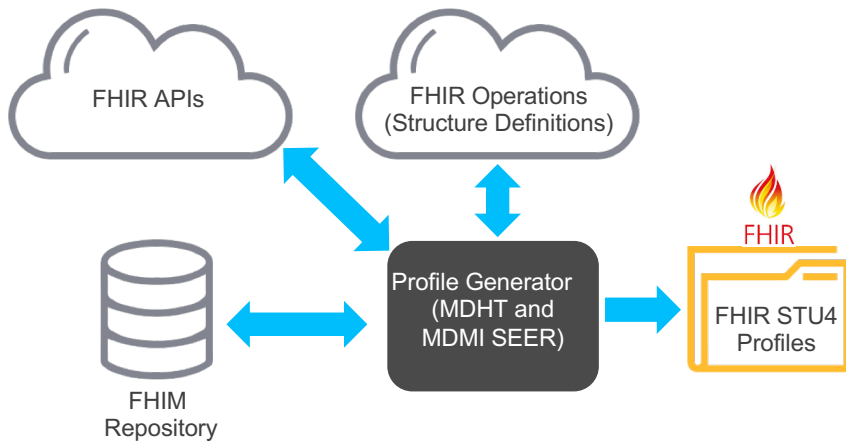 FHIR APIs
FHIR Operations
(Structure Definitions)
FHIR
Profile Generator
(MDHT and
MDMI SEER)
FHIR STU4
Profiles
FHIM
Repository